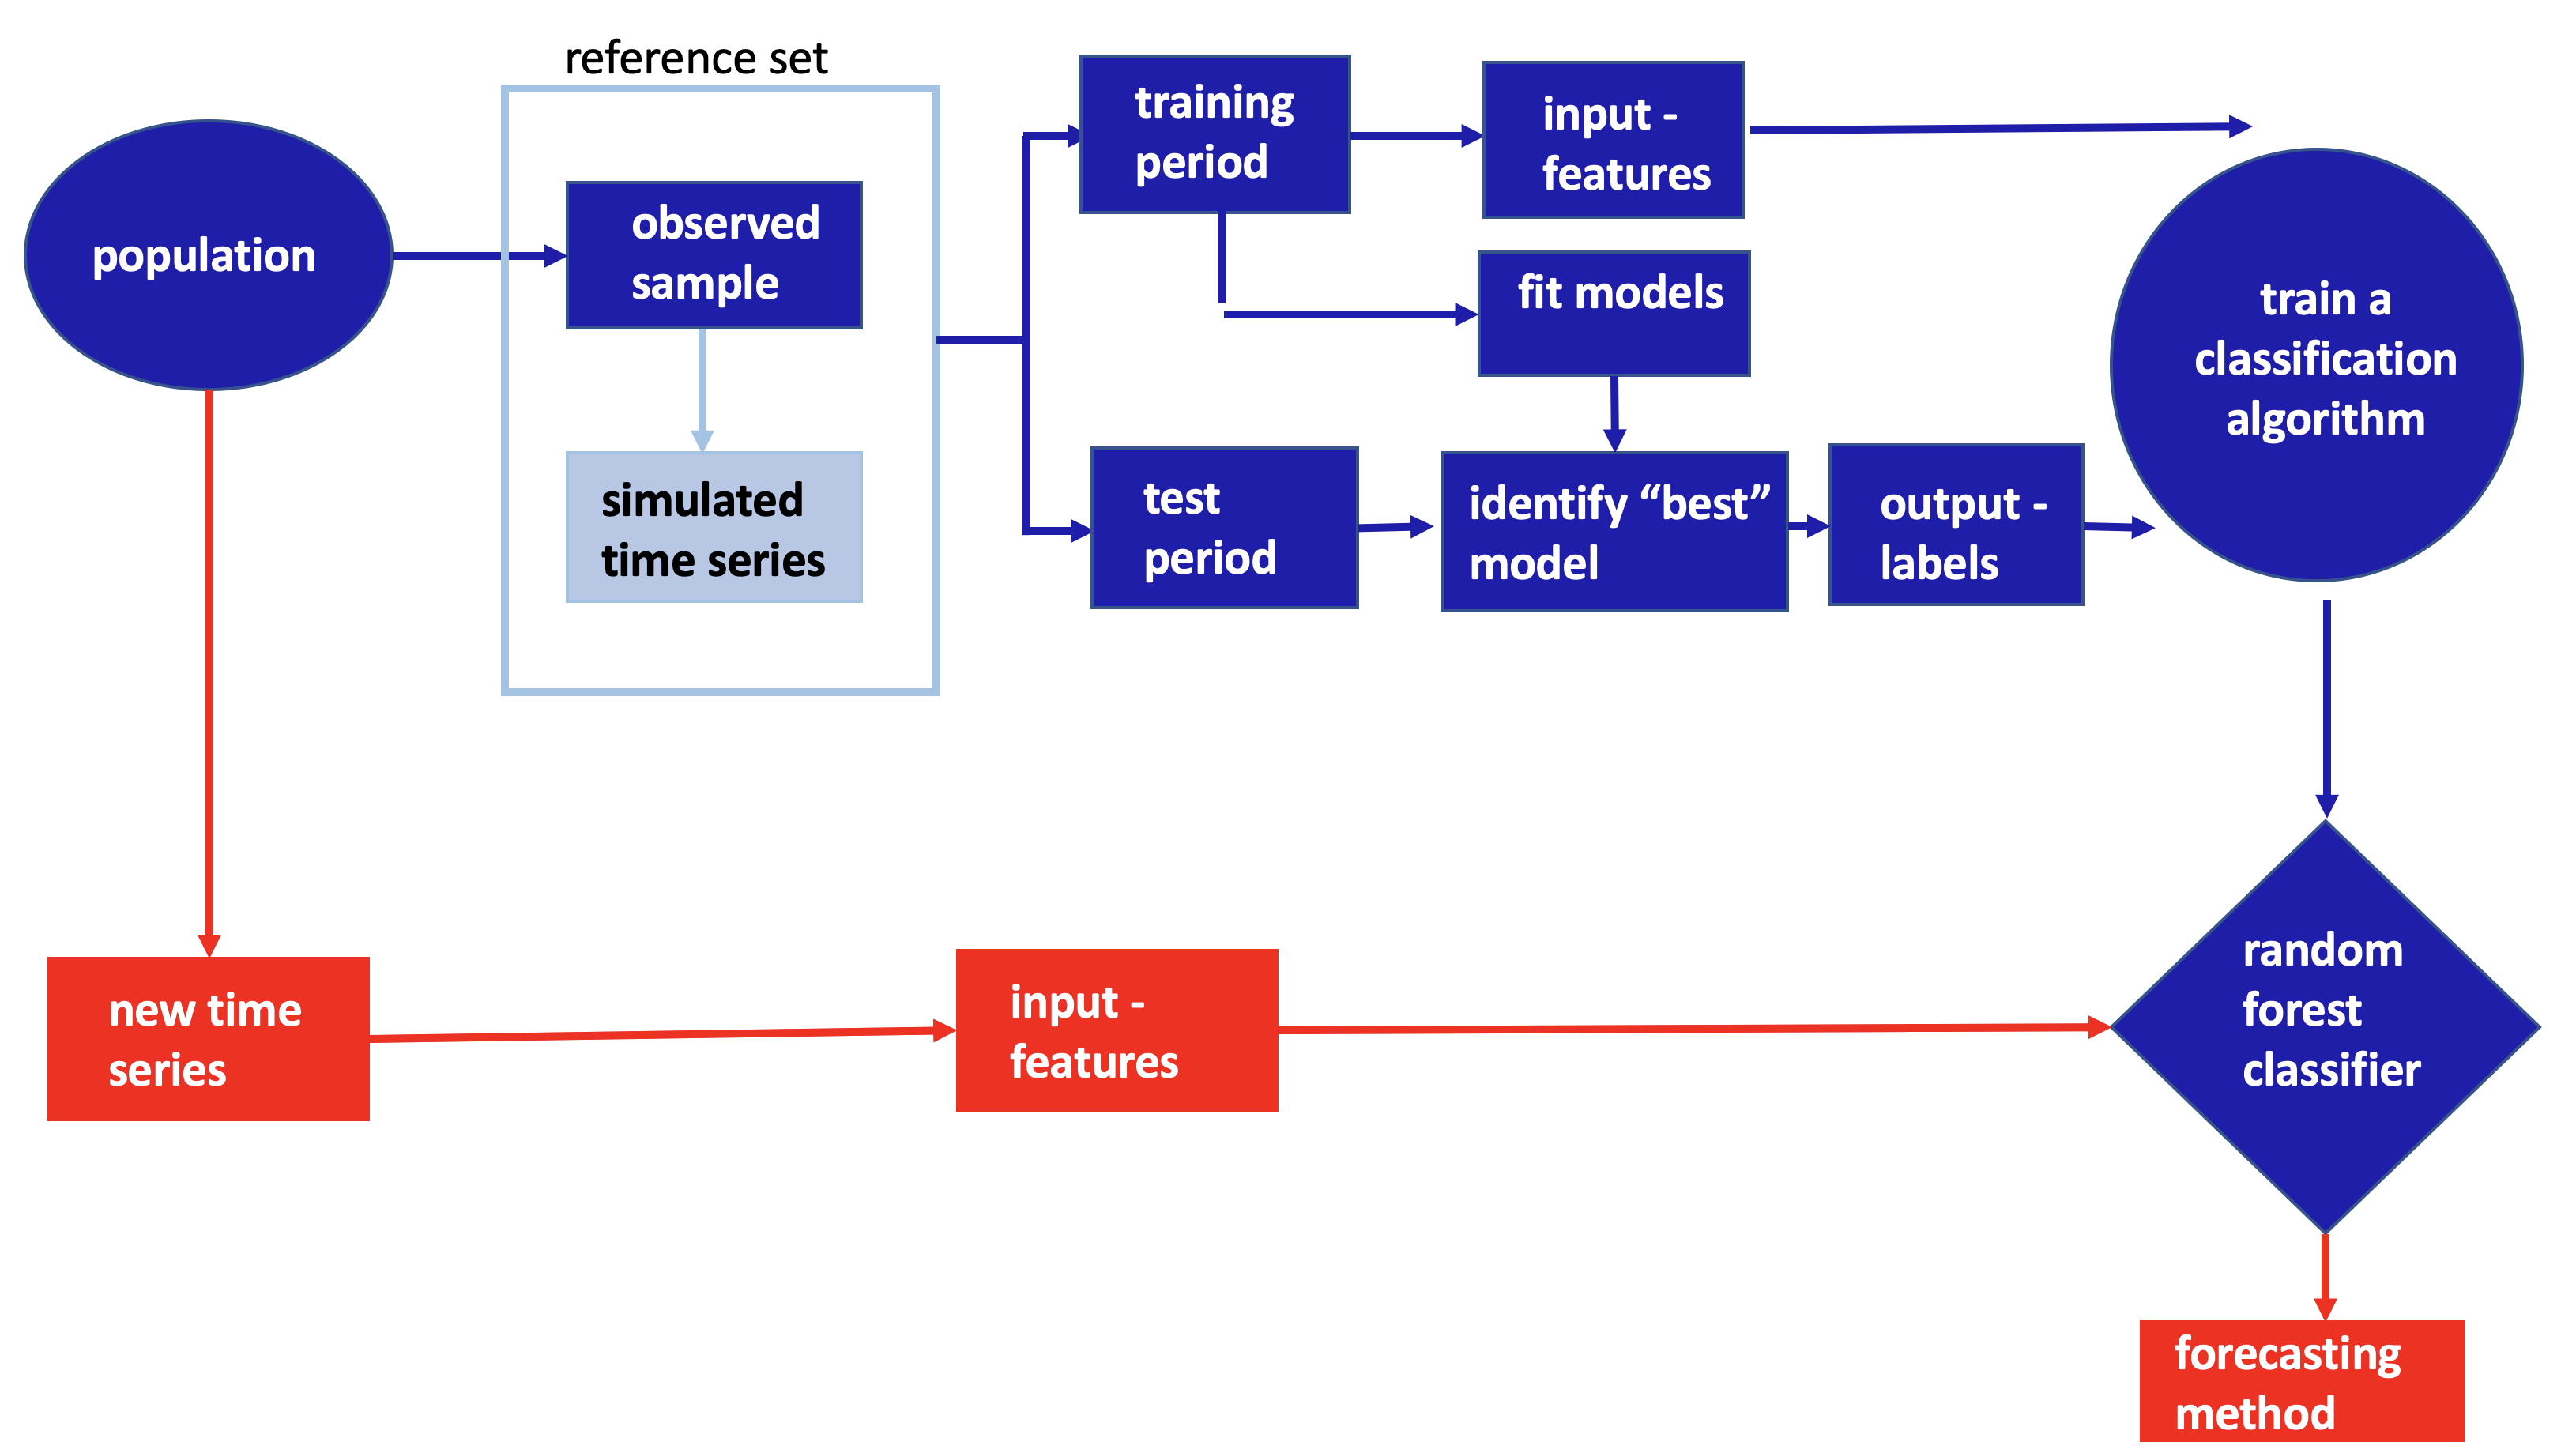 reference set
population
observed
sample
simulated
time series
training
period
input -
features
fit models
test
period
identify “best”
model
output -
labels
train a
classification
algorithm
new time
series
input -
features
random
forest
classifier
forecasting
method